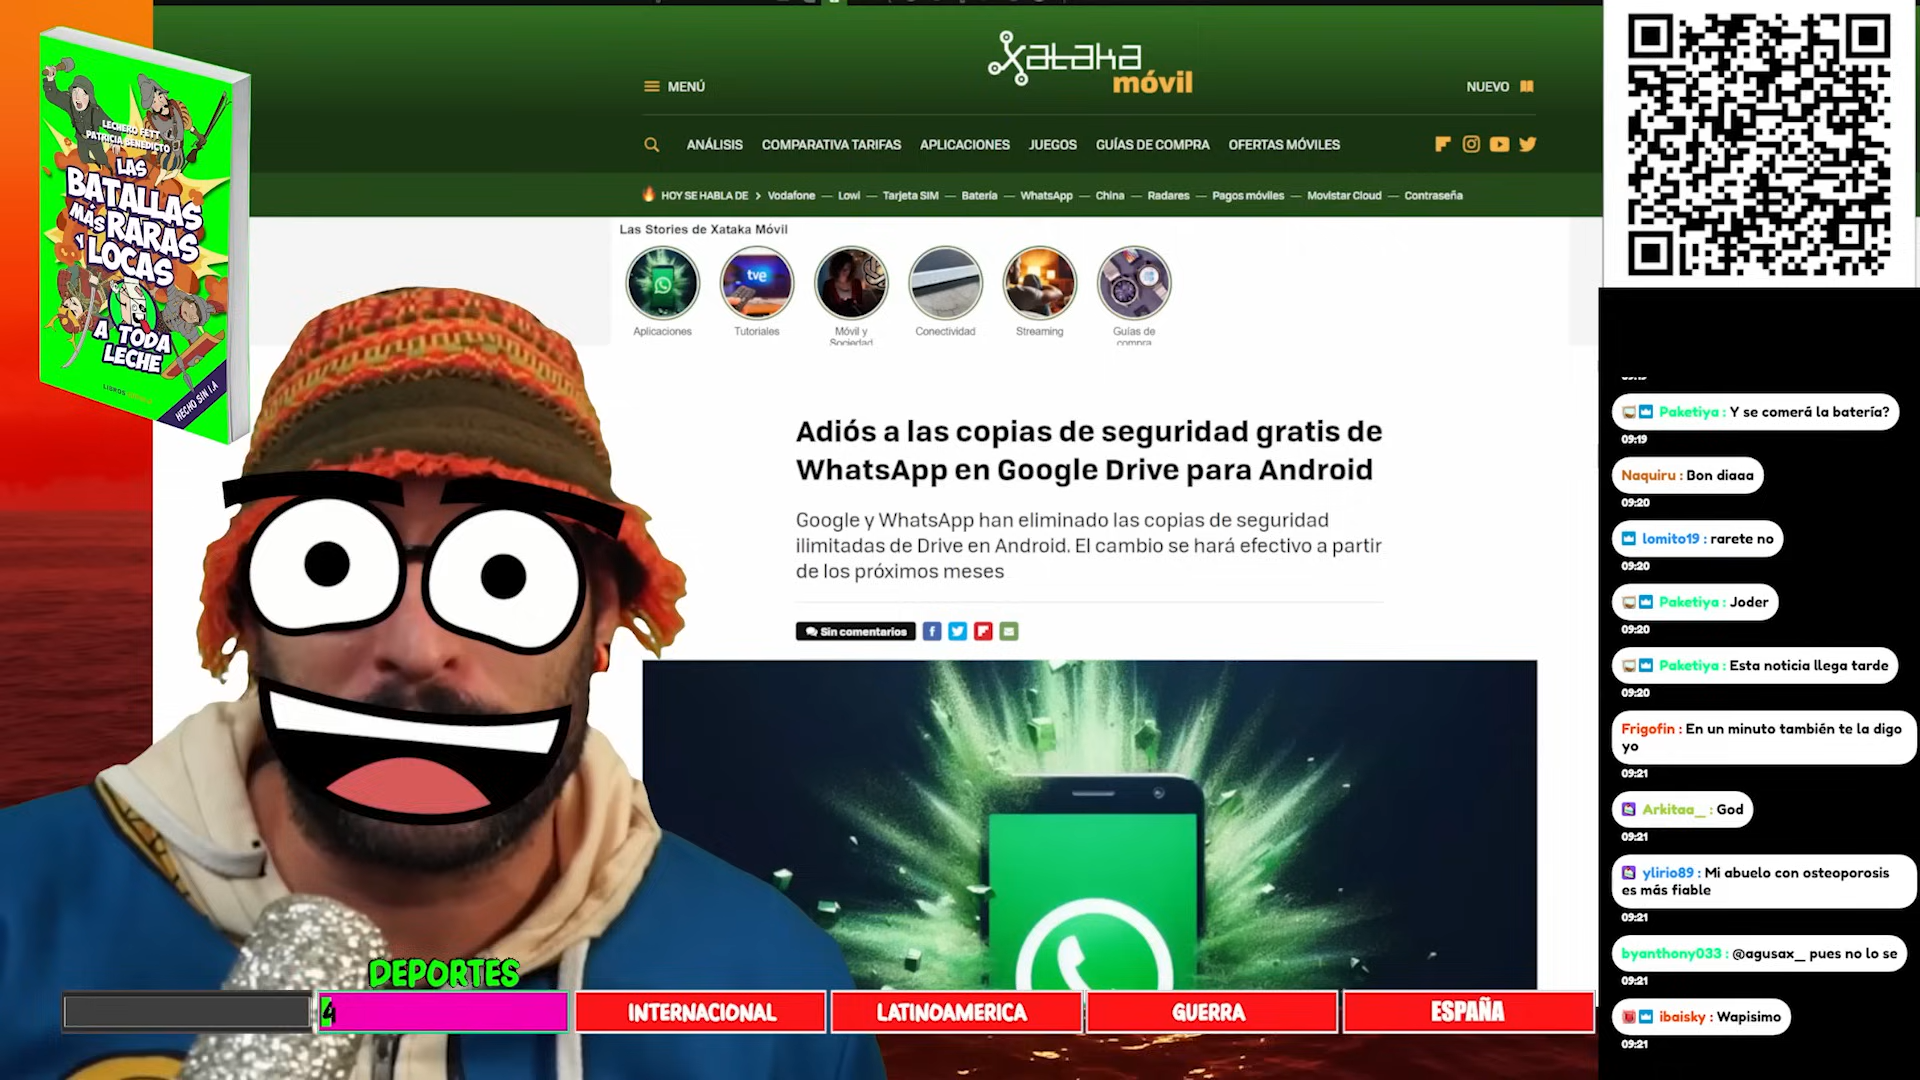 LECHERO FETT
PATRICIA BENEDICTO
LAS
BATALLAS
MÁS RARAS
Y LOCAS
A TODA
LECHE
HECHO SIN I.A
xataka
móvil
MENÚ
NUEVO
ANÁLISIS COMPARATIVA TARIFAS APLICACIONES JUEGOS GUÍAS DE COMPRA OFERTAS MÓVILES
HOY SE HABLA DE > Vodafone — Lowi — Tarjeta SIM — Batería — WhatsApp — China — Radares — Pagos móviles — Movistar Cloud — Contraseña
Las Stories de Xataka Móvil
tve
Aplicaciones
Tutoriales
Móvil y
Sociedad
Conectividad
Streaming
Guías de
compra
Adiós a las copias de seguridad gratis de
WhatsApp en Google Drive para Android
Google y WhatsApp han eliminado las copias de seguridad
ilimitadas de Drive en Android. El cambio se hará efectivo a partir
de los próximos meses
Sin comentarios
DEPORTES
4
INTERNACIONAL
LATINOAMERICA
GUERRA
ESPAÑA
Paketiya : Y se comerá la batería?
09:19
Naquiru : Bon diaaa
09:20
lomito19 : rarete no
09:20
Paketiya : Joder
09:20
Paketiya : Esta noticia llega tarde
09:20
Frigofin : En un minuto también te la digo
yo
09:21
Arkitaa_ : God
09:21
ylirio89 : Mi abuelo con osteoporosis
es más fiable
09:21
byanthony033 : @agusax_ pues no lo se
09:21
ibaisky : Wapisimo
09:21